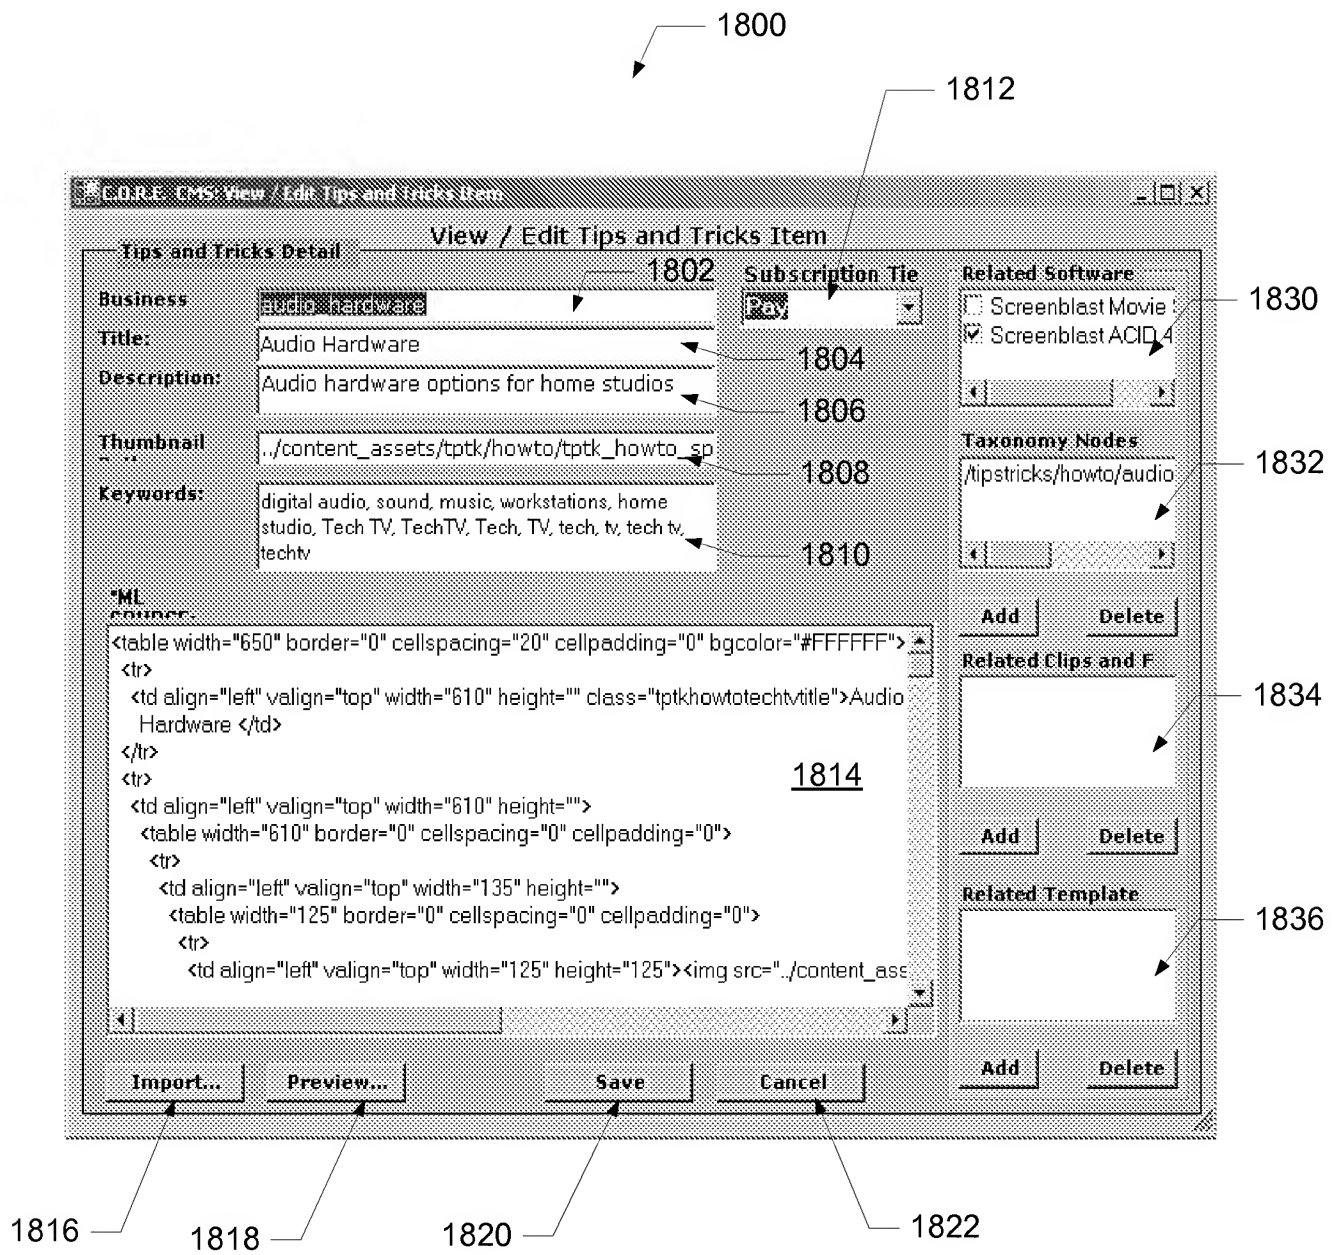 1800
1812
C.O.R.E. CMS: View / Edit Tips and Tricks Item
View / Edit Tips and Tricks Item
Tips and Tricks Detail
1802
Subscription Tie
Related Software
Business
audio_hardware
Pay
Screenblast Movie
1830
Title:
Audio Hardware
1804
Screenblast ACID 4
Description:
Audio hardware options for home studios
1806
Thumbnail
../content_assets/tptk/howto/tptk_howto_sp
1808
Taxonomy Nodes
/tipstricks/howto/audio
1832
Keywords:
digital audio, sound, music, workstations, home
studio, Tech TV, TechTV, Tech, TV, tech, tv, tech tv,
techtv
1810
*ML
SOURCE:
Add Delete
<table width="650" border="0" cellspacing="20" cellpadding="0" bgcolor="#FFFFFF">
<tr>
<td align="left" valign="top" width="610" height="" class="tptkhowtotechtvtitle">Audio
Hardware </td>
</tr>
<tr>
<td align="left" valign="top" width="610" height="">
<table width="610" border="0" cellspacing="0" cellpadding="0">
<tr>
<td align="left" valign="top" width="135" height="">
<table width="125" border="0" cellspacing="0" cellpadding="0">
<tr>
<td align="left" valign="top" width="125" height="125"><img src="../content_ass
1814
Related Clips and F
1834
Add Delete
Related Template
1836
Add Delete
Import... Preview... Save Cancel
1816 1818 1820 1822